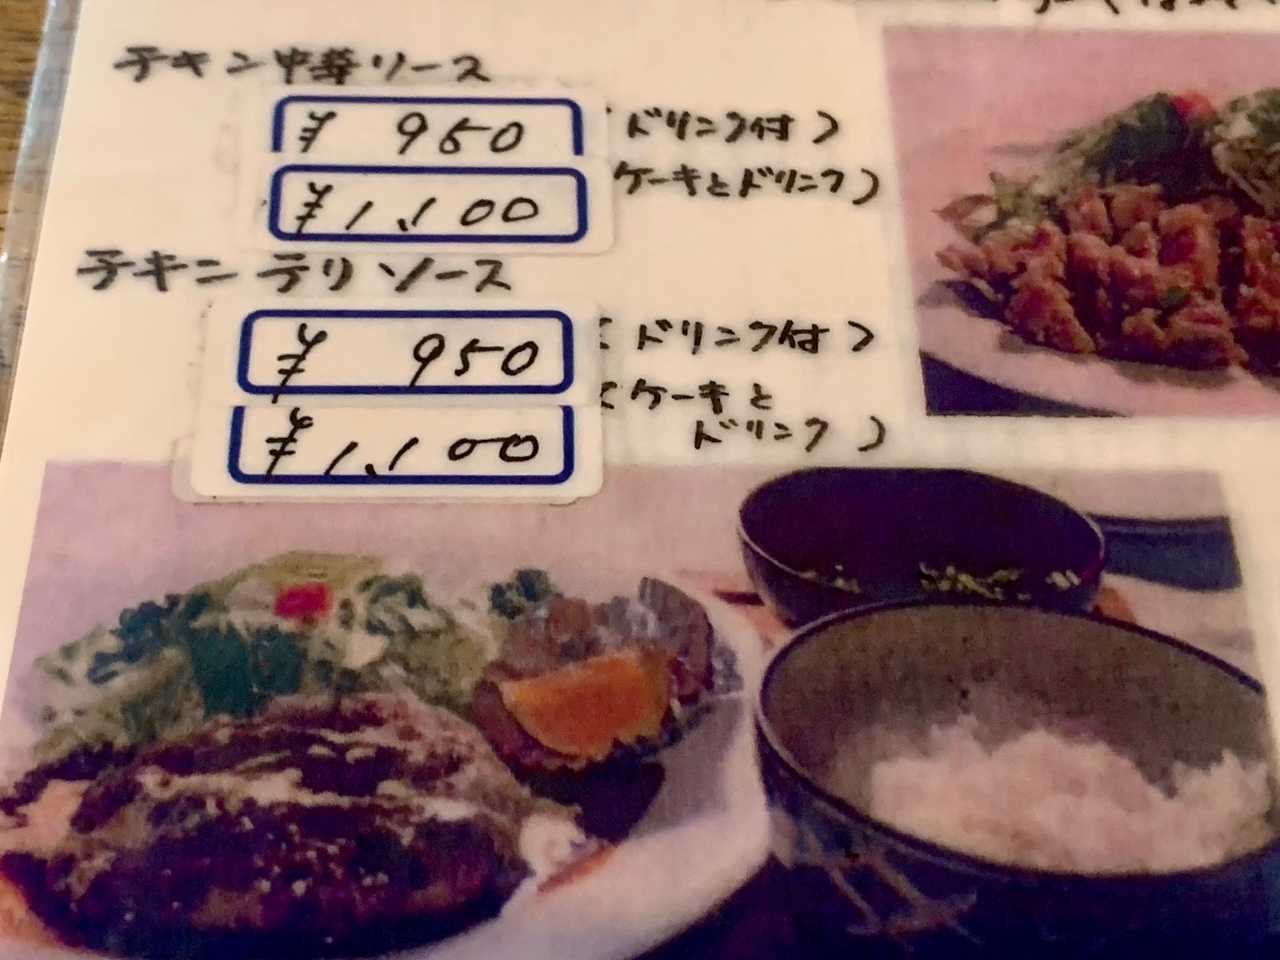 チキン中華ソース
¥ 950 (ドリンク付)
¥1,100 ケーキとドリンク)
チキン テリ ソース
¥ 950 (ドリンク付)
¥1,100 (ケーキと
ドリンク)